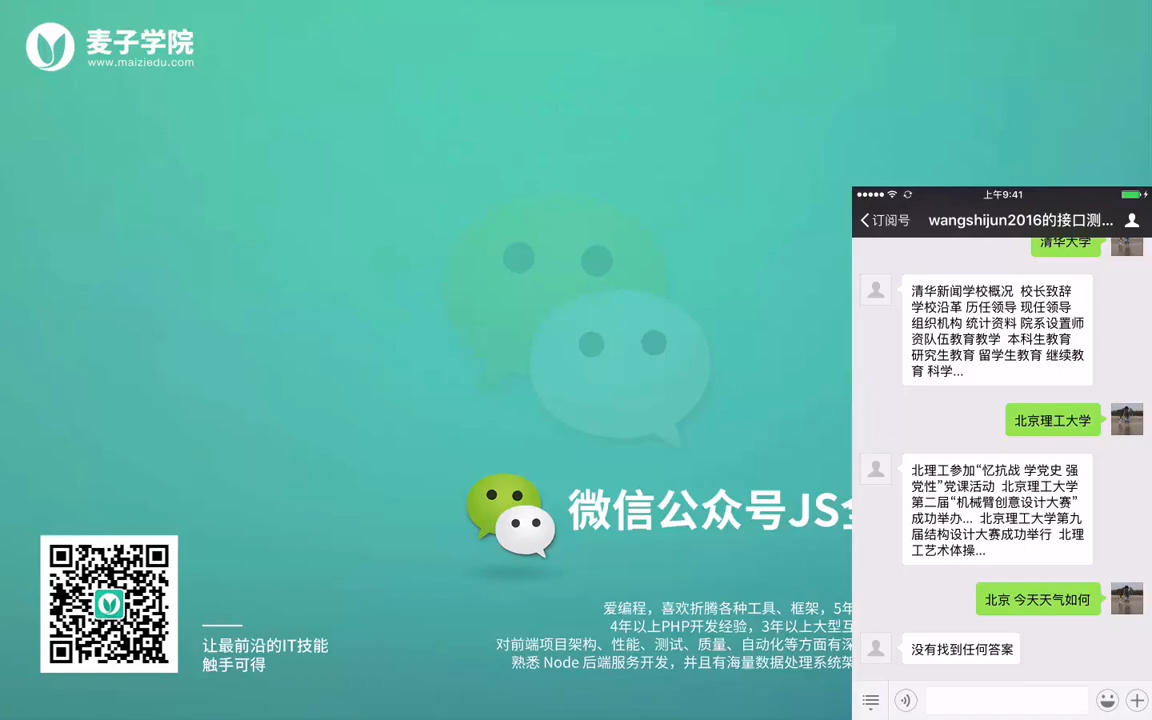 麦子学院
www.maiziedu.com
上午9:41
订阅号
wangshijun2016的接口测...
清华大学
清华新闻学校概况 校长致辞
学校沿革 历任领导 现任领导
组织机构 统计资料 院系设置师
资队伍教育教学 本科生教育
研究生教育 留学生教育 继续教
育 科学...
北京理工大学
北理工参加“忆抗战 学党史 强
党性”党课活动 北京理工大学
第二届“机械臂创意设计大赛”
成功举办... 北京理工大学第九
届结构设计大赛成功举行 北理
工艺术体操...
北京 今天天气如何
没有找到任何答案
微信公众号JS全
爱编程，喜欢折腾各种工具、框架，5年
4年以上PHP开发经验，3年以上大型互
对前端项目架构、性能、测试、质量、自动化等方面有深
熟悉 Node 后端服务开发，并且有海量数据处理系统架
让最前沿的IT技能
触手可得